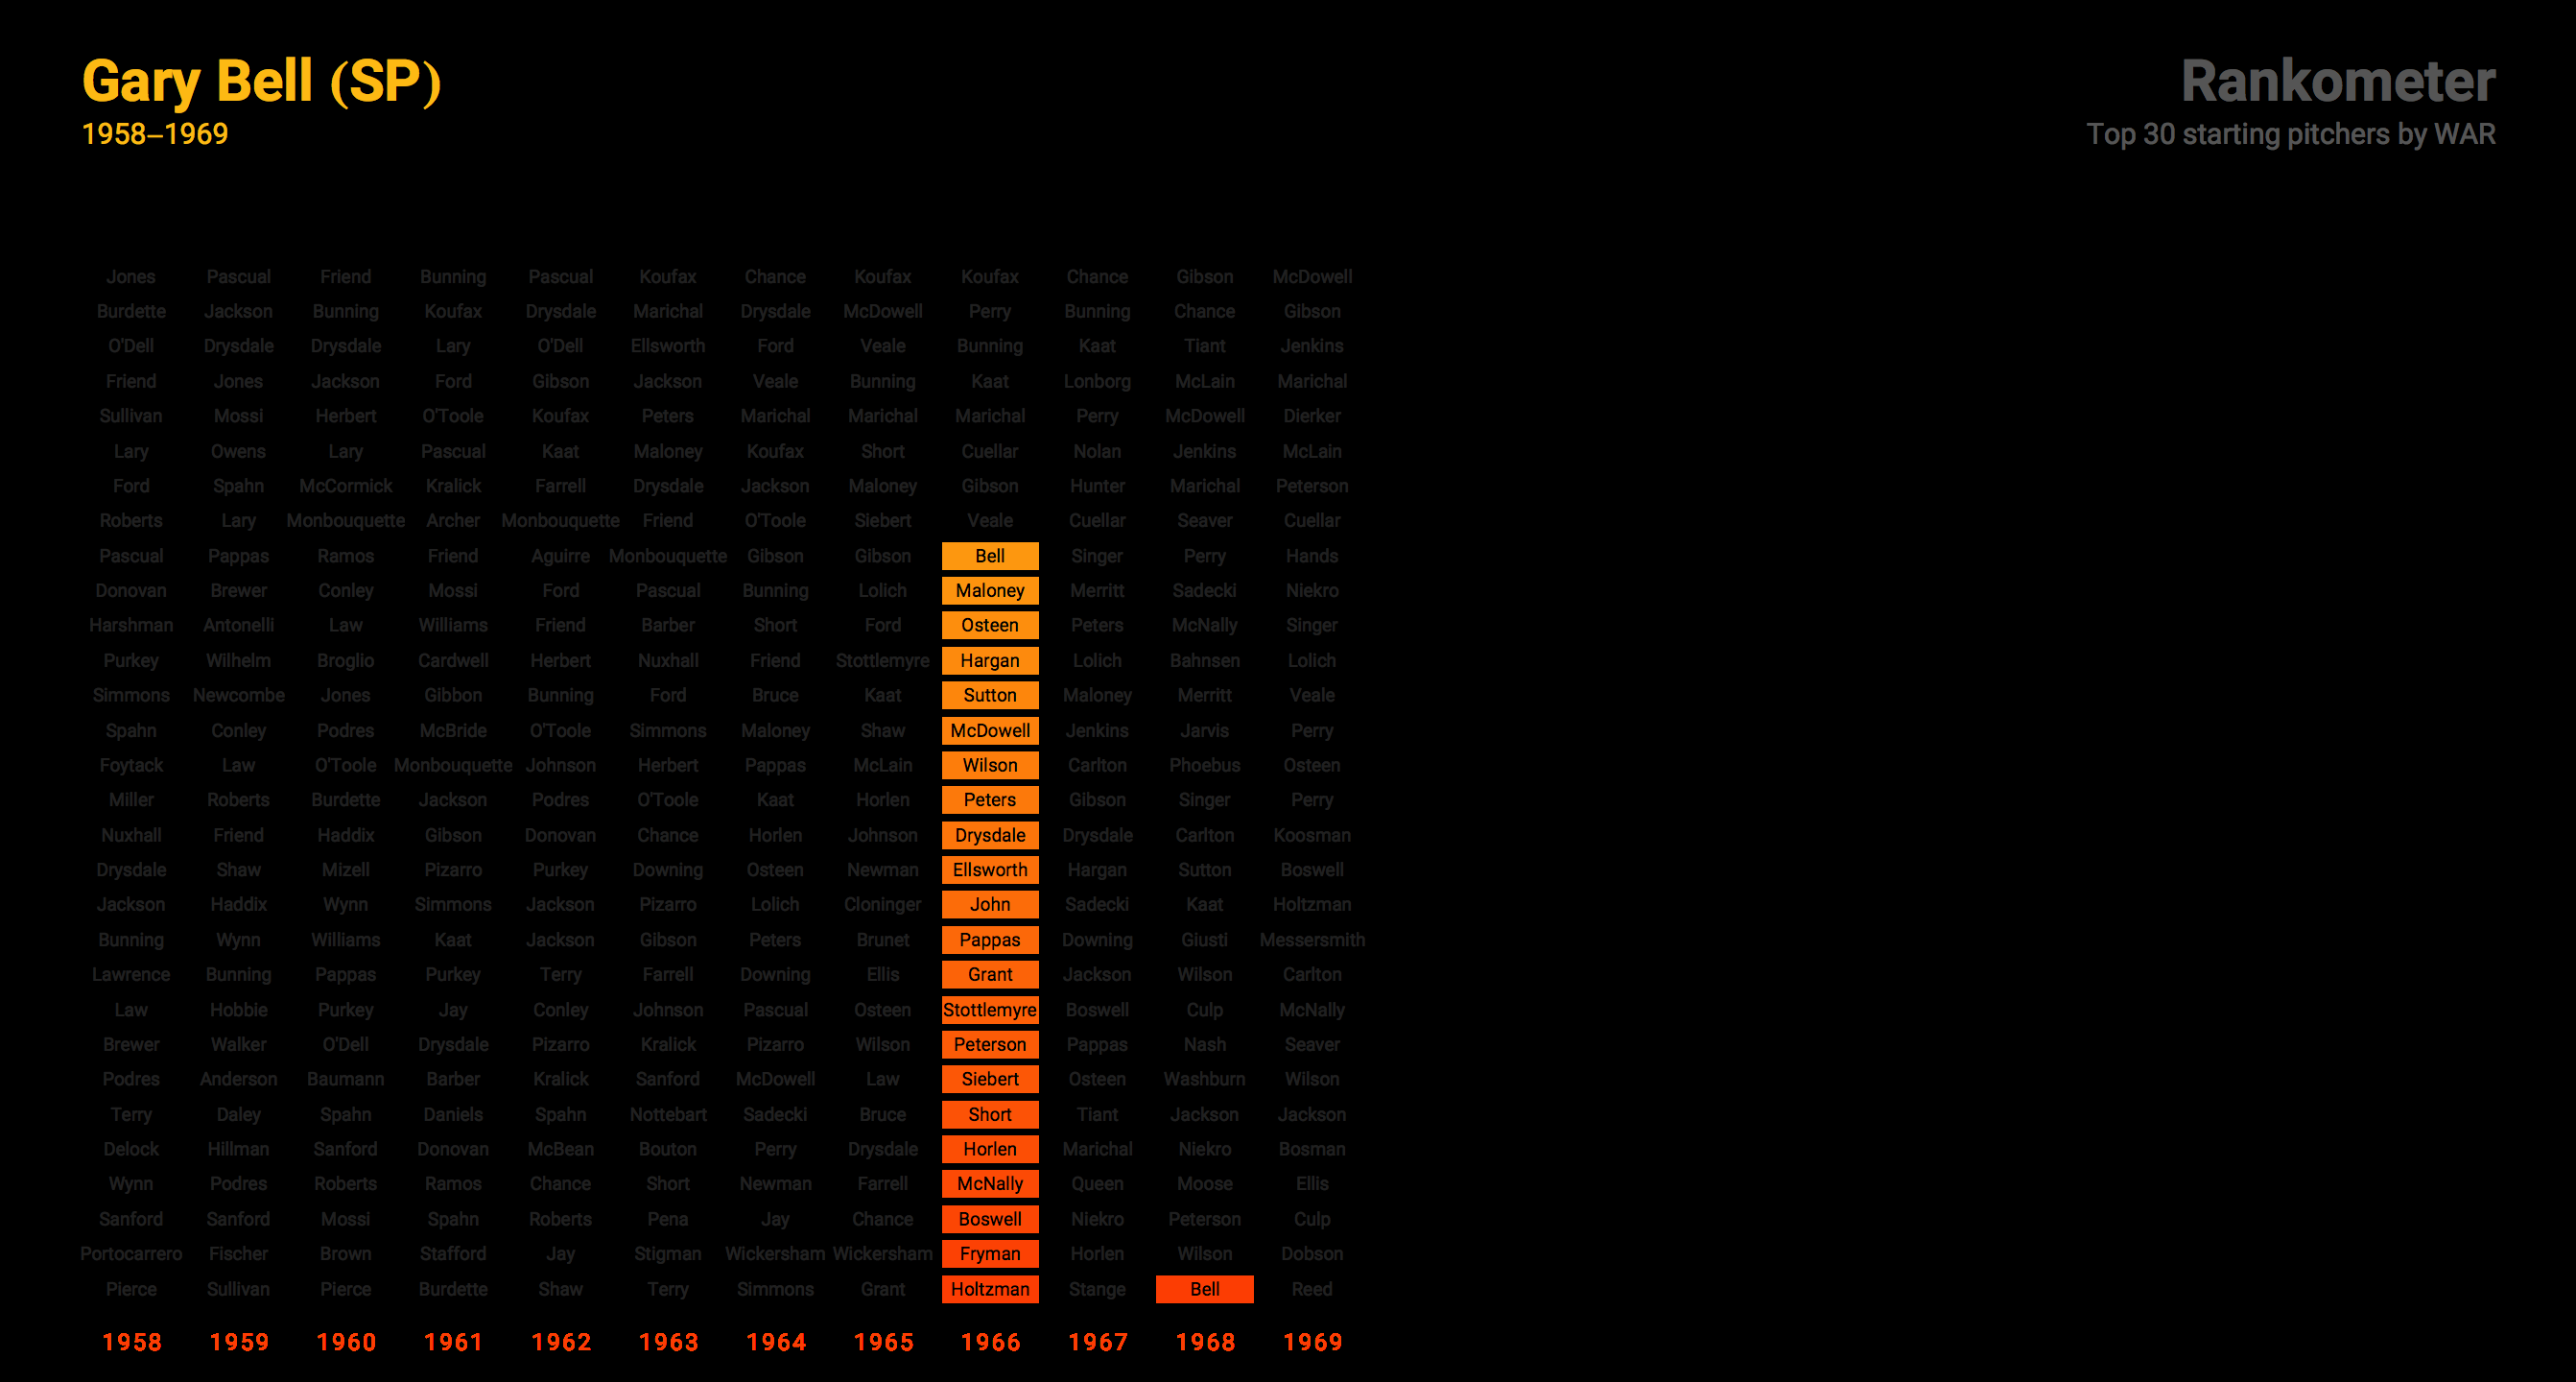 Gary Bell (SP)
1958–1969
Rankometer
Top 30 starting pitchers by WAR
Jones Pascual Friend Bunning Pascual Koufax Chance Koufax Koufax Chance Gibson McDowell
Burdette Jackson Bunning Koufax Drysdale Marichal Drysdale McDowell Perry Bunning Chance Gibson
O'Dell Drysdale Drysdale Lary O'Dell Ellsworth Ford Veale Bunning Kaat Tiant Jenkins
Friend Jones Jackson Ford Gibson Jackson Veale Bunning Kaat Lonborg McLain Marichal
Sullivan Mossi Herbert O'Toole Koufax Peters Marichal Marichal Marichal Perry McDowell Dierker
Lary Owens Lary Pascual Kaat Maloney Koufax Short Cuellar Nolan Jenkins McLain
Ford Spahn McCormick Kralick Farrell Drysdale Jackson Maloney Gibson Hunter Marichal Peterson
Roberts Lary Monbouquette Archer Monbouquette Friend O'Toole Siebert Veale Cuellar Seaver Cuellar
Pascual Pappas Ramos Friend Aguirre Monbouquette Gibson Gibson Bell Singer Perry Hands
Donovan Brewer Conley Mossi Ford Pascual Bunning Lolich Maloney Merritt Sadecki Niekro
Harshman Antonelli Law Williams Friend Barber Short Ford Osteen Peters McNally Singer
Purkey Wilhelm Broglio Cardwell Herbert Nuxhall Friend Stottlemyre Hargan Lolich Bahnsen Lolich
Simmons Newcombe Jones Gibbon Bunning Ford Bruce Kaat Sutton Maloney Merritt Veale
Spahn Conley Podres McBride O'Toole Simmons Maloney Shaw McDowell Jenkins Jarvis Perry
Foytack Law O'Toole Monbouquette Johnson Herbert Pappas McLain Wilson Carlton Phoebus Osteen
Miller Roberts Burdette Jackson Podres O'Toole Kaat Horlen Peters Gibson Singer Perry
Nuxhall Friend Haddix Gibson Donovan Chance Horlen Johnson Drysdale Drysdale Carlton Koosman
Drysdale Shaw Mizell Pizarro Purkey Downing Osteen Newman Ellsworth Hargan Sutton Boswell
Jackson Haddix Wynn Simmons Jackson Pizarro Lolich Cloninger John Sadecki Kaat Holtzman
Bunning Wynn Williams Kaat Jackson Gibson Peters Brunet Pappas Downing Giusti Messersmith
Lawrence Bunning Pappas Purkey Terry Farrell Downing Ellis Grant Jackson Wilson Carlton
Law Hobbie Purkey Jay Conley Johnson Pascual Osteen Stottlemyre Boswell Culp McNally
Brewer Walker O'Dell Drysdale Pizarro Kralick Pizarro Wilson Peterson Pappas Nash Seaver
Podres Anderson Baumann Barber Kralick Sanford McDowell Law Siebert Osteen Washburn Wilson
Terry Daley Spahn Daniels Spahn Nottebart Sadecki Bruce Short Tiant Jackson Jackson
Delock Hillman Sanford Donovan McBean Bouton Perry Drysdale Horlen Marichal Niekro Bosman
Wynn Podres Roberts Ramos Chance Short Newman Farrell McNally Queen Moose Ellis
Sanford Sanford Mossi Spahn Roberts Pena Jay Chance Boswell Niekro Peterson Culp
Portocarrero Fischer Brown Stafford Jay Stigman Wickersham Wickersham Fryman Horlen Wilson Dobson
Pierce Sullivan Pierce Burdette Shaw Terry Simmons Grant Holtzman Stange Bell Reed
1958 1959 1960 1961 1962 1963 1964 1965 1966 1967 1968 1969